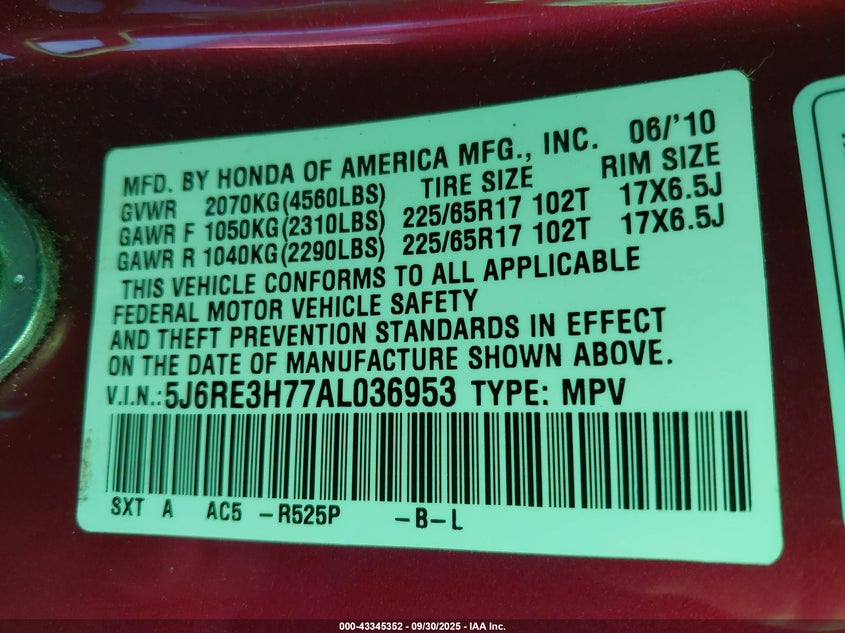 MFD. BY HONDA OF AMERICA MFG., INC. 06/'10
GVWR 2070KG(4560LBS) TIRE SIZE RIM SIZE
GAWR F 1050KG(2310LBS) 225/65R17 102T 17X6.5J
GAWR R 1040KG(2290LBS) 225/65R17 102T 17X6.5J
THIS VEHICLE CONFORMS TO ALL APPLICABLE
FEDERAL MOTOR VEHICLE SAFETY
AND THEFT PREVENTION STANDARDS IN EFFECT
ON THE DATE OF MANUFACTURE SHOWN ABOVE.
V.I.N.: 5J6RE3H77AL036953 TYPE: MPV
SXT A AC5 -R525P -B-L
000-43345352 - 09/30/2025 - IAA Inc.